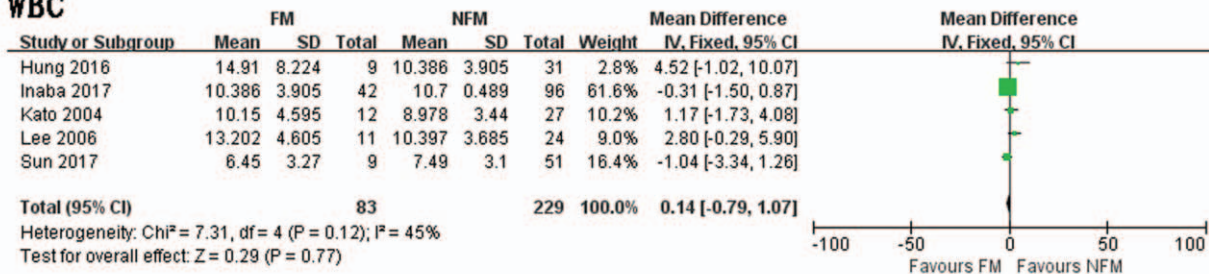 WBC
FM NFM Mean Difference Mean Difference
Study or Subgroup Mean SD Total Mean SD Total Weight IV, Fixed, 95% CI IV, Fixed, 95% CI
Hung 2016 14.91 8.224 9 10.386 3.905 31 2.8% 4.52 [-1.02, 10.07]
Inaba 2017 10.386 3.905 42 10.7 0.489 96 61.6% -0.31 [-1.50, 0.87]
Kato 2004 10.15 4.595 12 8.978 3.44 27 10.2% 1.17 [-1.73, 4.08]
Lee 2006 13.202 4.605 11 10.397 3.685 24 9.0% 2.80 [-0.29, 5.90]
Sun 2017 6.45 3.27 9 7.49 3.1 51 16.4% -1.04 [-3.34, 1.26]
Total (95% CI) 83 229 100.0% 0.14 [-0.79, 1.07]
Heterogeneity: Chi² = 7.31, df = 4 (P = 0.12); I² = 45%
Test for overall effect: Z = 0.29 (P = 0.77)
-100 -50 0 50 100
Favours FM Favours NFM